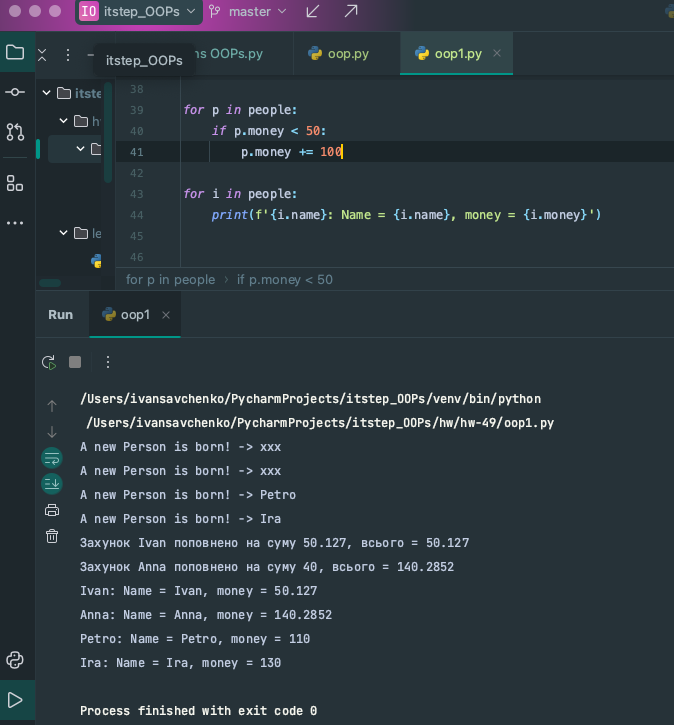 IO itstep_OOPs master
ns OOPs.py oop.py oop1.py
itstep_OOPs
its
h
le
38
39 for p in people:
40 if p.money < 50:
41 p.money += 100
42
43 for i in people:
44 print(f'{i.name}: Name = {i.name}, money = {i.money}')
45
46
for p in people › if p.money < 50
Run oop1
/Users/ivansavchenko/PycharmProjects/itstep_OOPs/venv/bin/python
/Users/ivansavchenko/PycharmProjects/itstep_OOPs/hw/hw-49/oop1.py
A new Person is born! -> xxx
A new Person is born! -> xxx
A new Person is born! -> Petro
A new Person is born! -> Ira
Захунок Ivan поповнено на суму 50.127, всього = 50.127
Захунок Anna поповнено на суму 40, всього = 140.2852
Ivan: Name = Ivan, money = 50.127
Anna: Name = Anna, money = 140.2852
Petro: Name = Petro, money = 110
Ira: Name = Ira, money = 130
Process finished with exit code 0